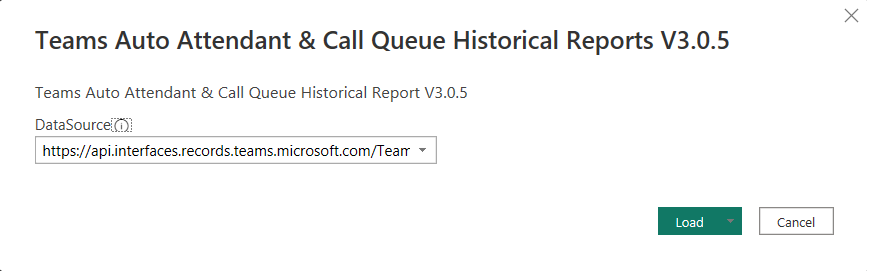 Teams Auto Attendant & Call Queue Historical Reports V3.0.5
Teams Auto Attendant & Call Queue Historical Report V3.0.5
DataSource
https://api.interfaces.records.teams.microsoft.com/Team
Load
Cancel